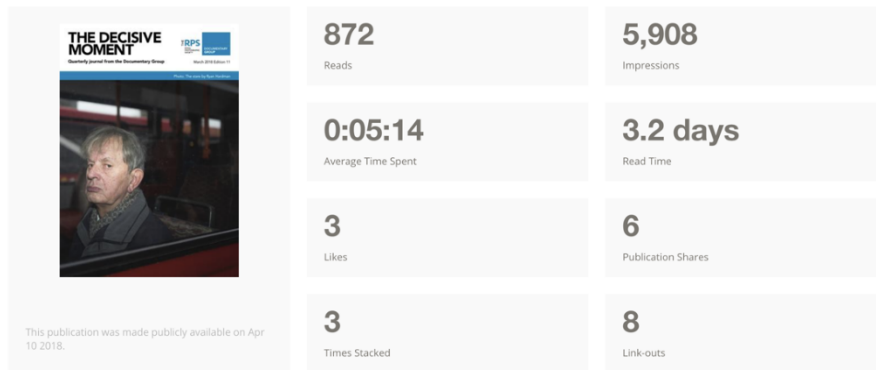 THE DECISIVE
MOMENT
RPS
DOCUMENTARY
GROUP
Quarterly journal from the Documentary Group
March 2018 Edition 11
This publication was made publicly available on Apr
10 2018.
872
Reads
5,908
Impressions
0:05:14
Average Time Spent
3.2 days
Read Time
3
Likes
6
Publication Shares
3
Times Stacked
8
Link-outs